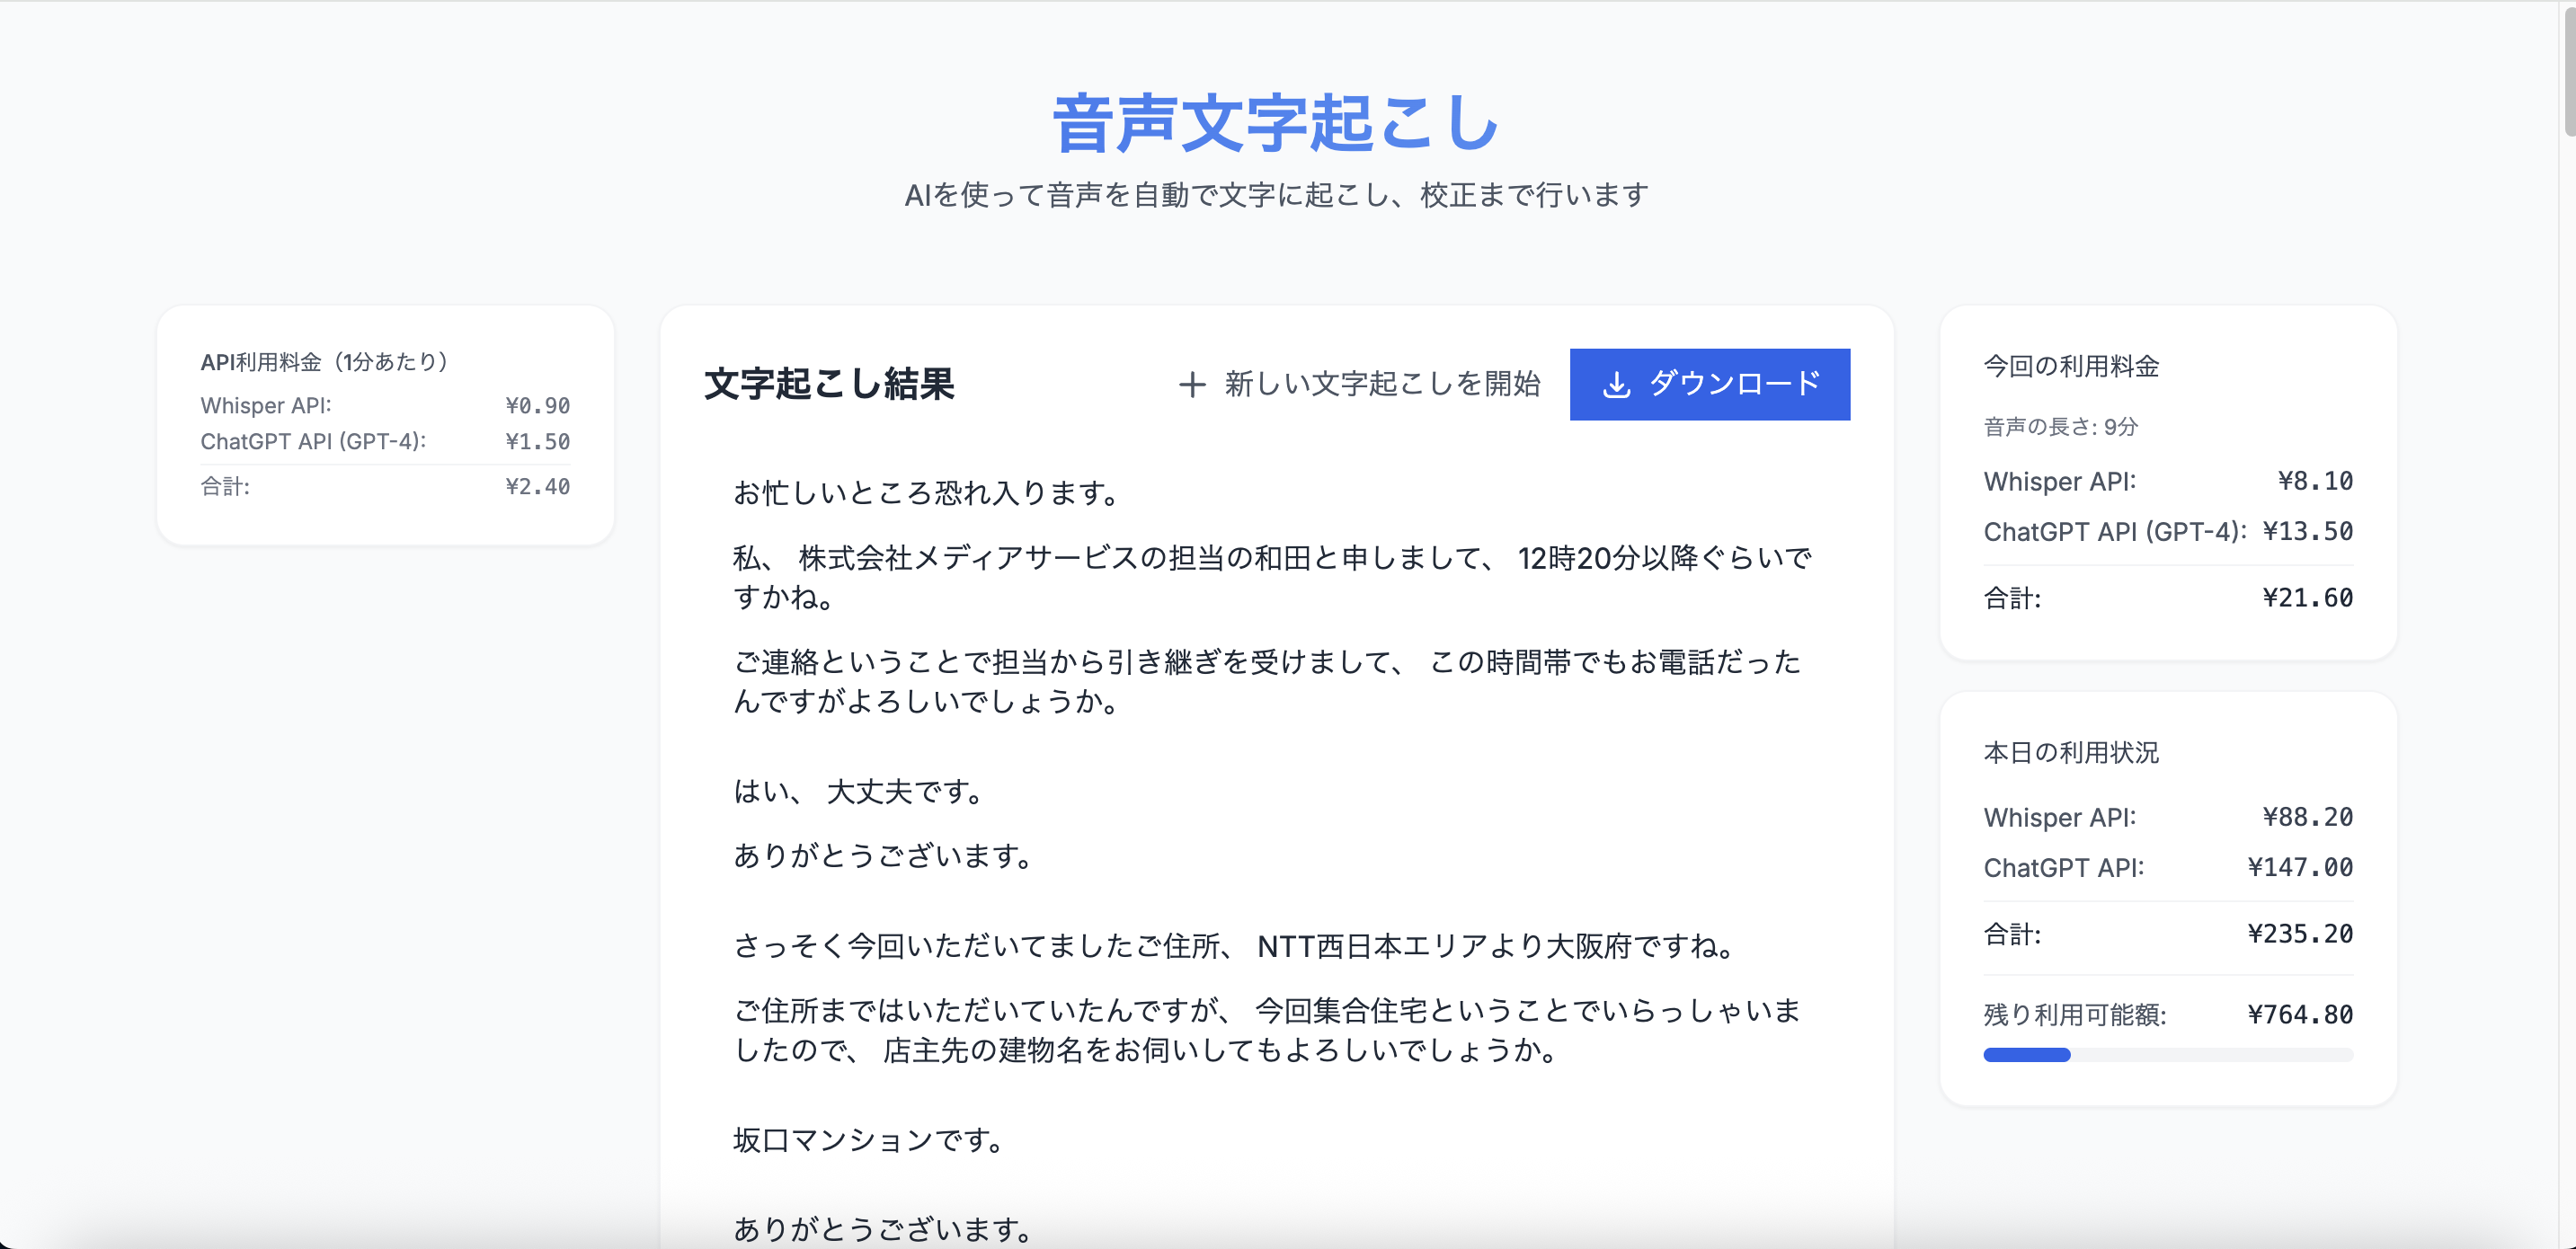 音声文字起こし
AIを使って音声を自動で文字に起こし、校正まで行います
API利用料金（1分あたり）
Whisper API: ¥0.90
ChatGPT API (GPT-4): ¥1.50
合計: ¥2.40
文字起こし結果
新しい文字起こしを開始
ダウンロード
お忙しいところ恐れ入ります。
私、 株式会社メディアサービスの担当の和田と申しまして、 12時20分以降ぐらいで
すかね。
ご連絡ということで担当から引き継ぎを受けまして、 この時間帯でもお電話だった
んですがよろしいでしょうか。
はい、 大丈夫です。
ありがとうございます。
さっそく今回いただいてましたご住所、 NTT西日本エリアより大阪府ですね。
ご住所まではいただいていたんですが、 今回集合住宅ということでいらっしゃいま
したので、 店主先の建物名をお伺いしてもよろしいでしょうか。
坂口マンションです。
ありがとうございます。
今回の利用料金
音声の長さ: 9分
Whisper API: ¥8.10
ChatGPT API (GPT-4): ¥13.50
合計: ¥21.60
本日の利用状況
Whisper API: ¥88.20
ChatGPT API: ¥147.00
合計: ¥235.20
残り利用可能額: ¥764.80